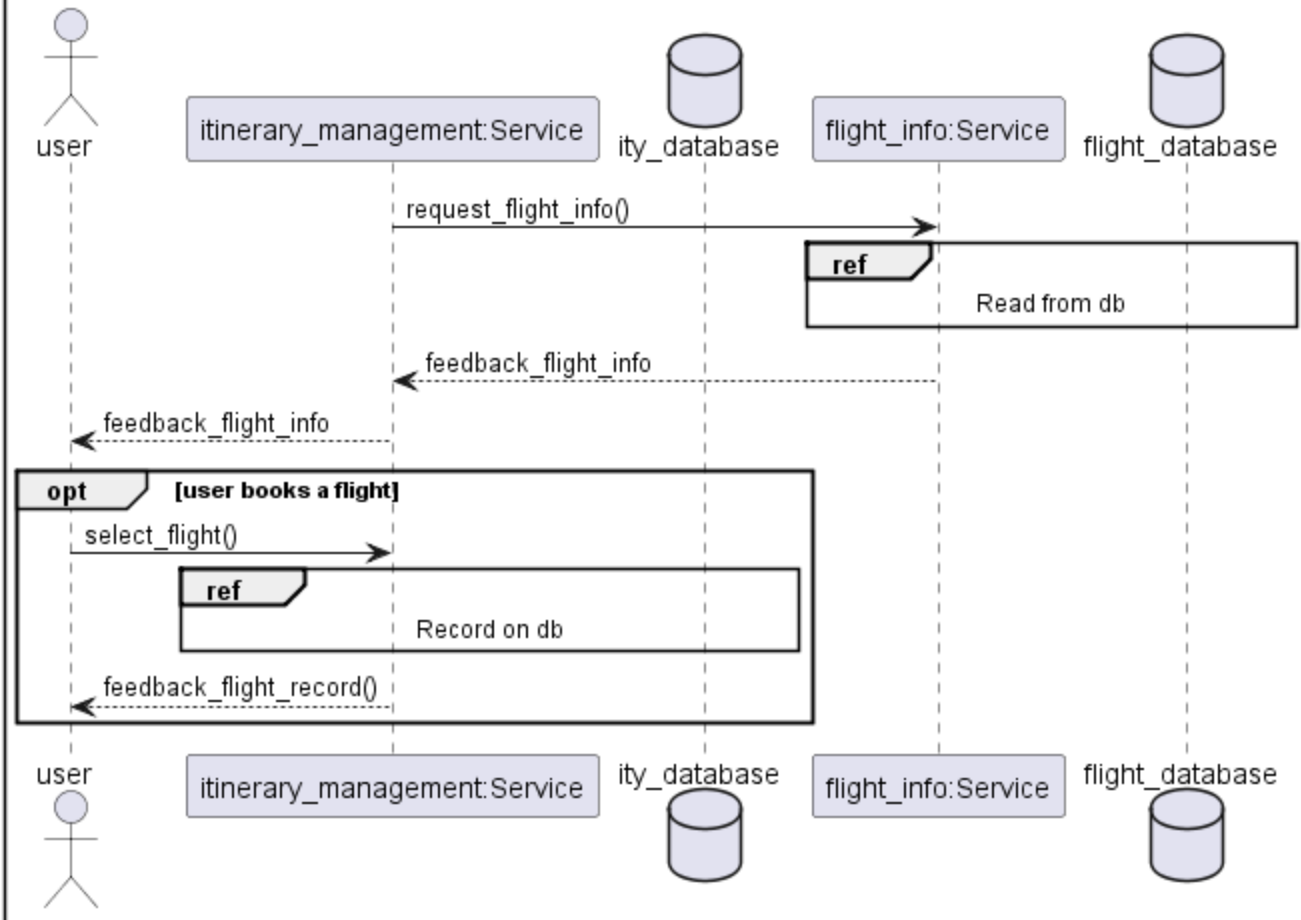 user
itinerary_management:Service
ity_database
flight_info:Service
flight_database
request_flight_info()
ref
Read from db
feedback_flight_info
feedback_flight_info
opt
[user books a flight]
select_flight()
ref
Record on db
feedback_flight_record()
user
itinerary_management:Service
ity_database
flight_info:Service
flight_database